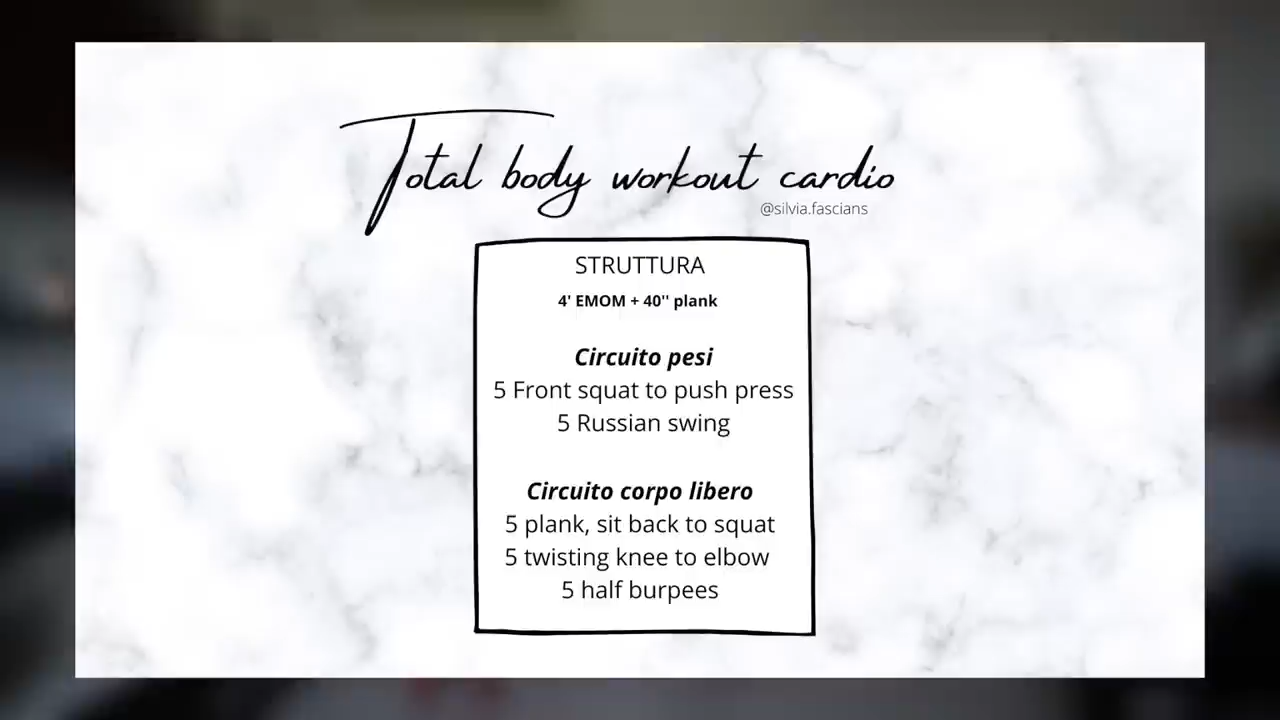 Total body workout cardio
@silvia.fascians
STRUTTURA
4' EMOM + 40'' plank
Circuito pesi
5 Front squat to push press
5 Russian swing
Circuito corpo libero
5 plank, sit back to squat
5 twisting knee to elbow
5 half burpees